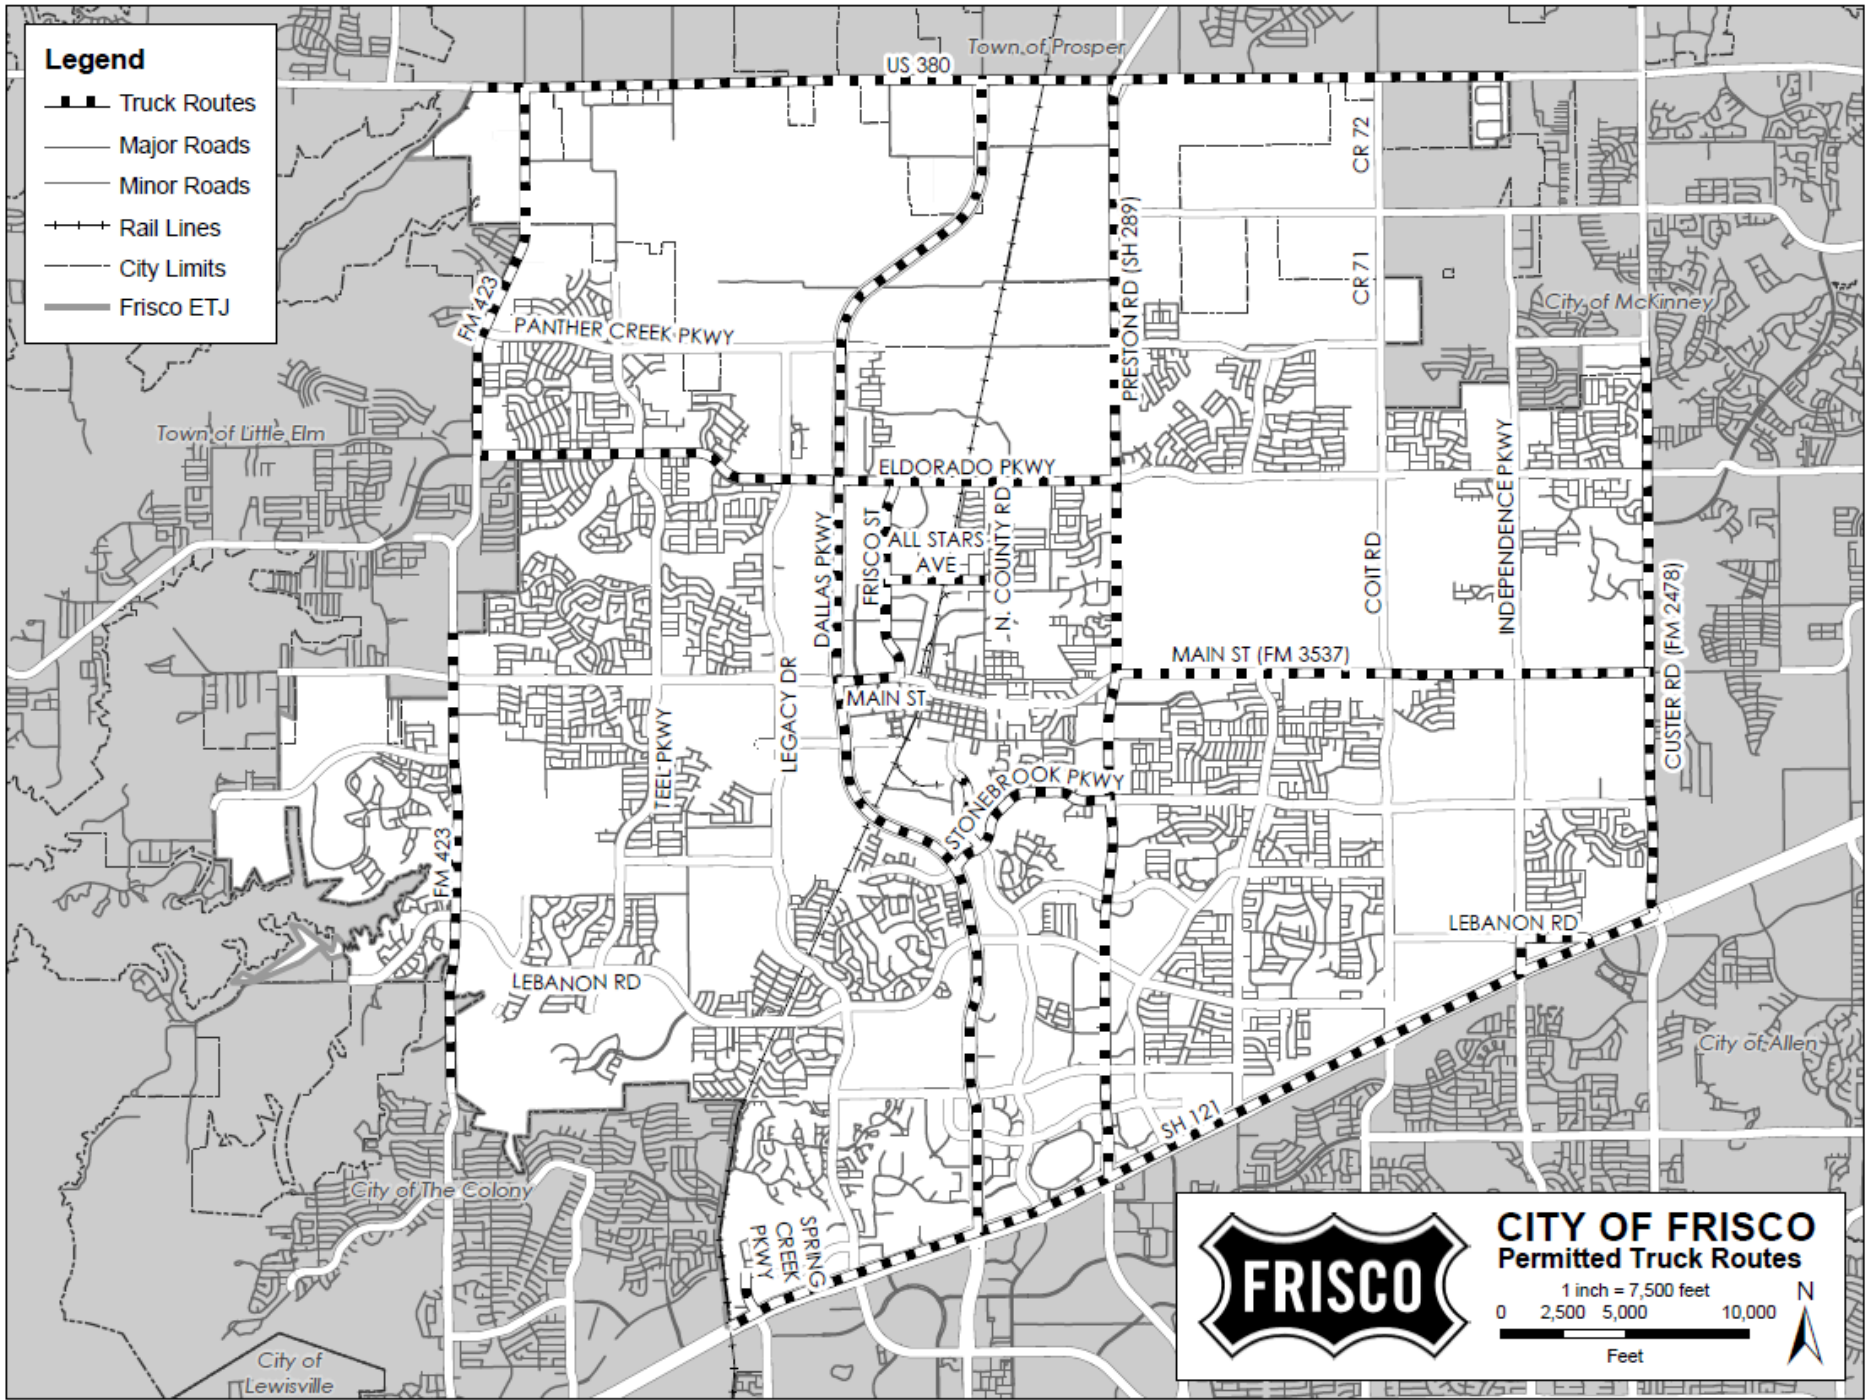 Legend
Truck Routes
Major Roads
Minor Roads
Rail Lines
City Limits
Frisco ETJ
Town of Prosper
US 380
CR 72
PRESTON RD (SH 289)
CR 71
City of McKinney
FM 423
PANTHER CREEK PKWY
Town of Little Elm
ELDORADO PKWY
INDEPENDENCE PKWY
N. COUNTY RD
FRISCO ST
ALL STARS
AVE
DALLAS PKWY
COIT RD
CUSTER RD (FM 2478)
MAIN ST (FM 3537)
LEGACY DR
MAIN ST
TEEL PKWY
STONEBROOK PKWY
FM 423
LEBANON RD
LEBANON RD
City of Allen
SH 121
City of The Colony
SPRING
CREEK
PKWY
City of
Lewisville
FRISCO
CITY OF FRISCO
Permitted Truck Routes
1 inch = 7,500 feet
0 2,500 5,000 10,000
Feet
N